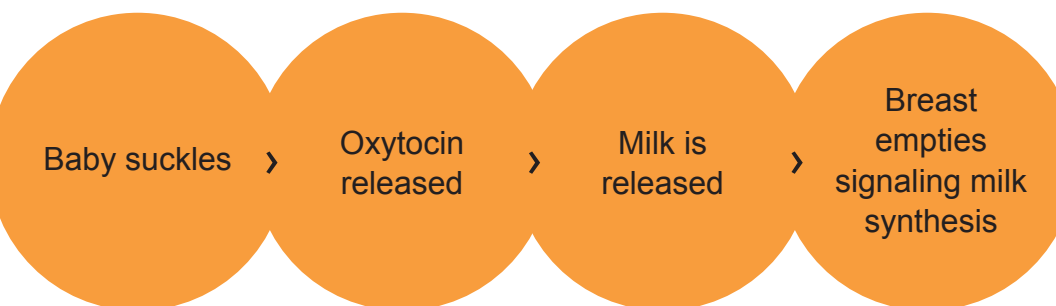 Baby suckles
›
Oxytocin
released
›
Milk is
released
›
Breast
empties
signaling milk
synthesis